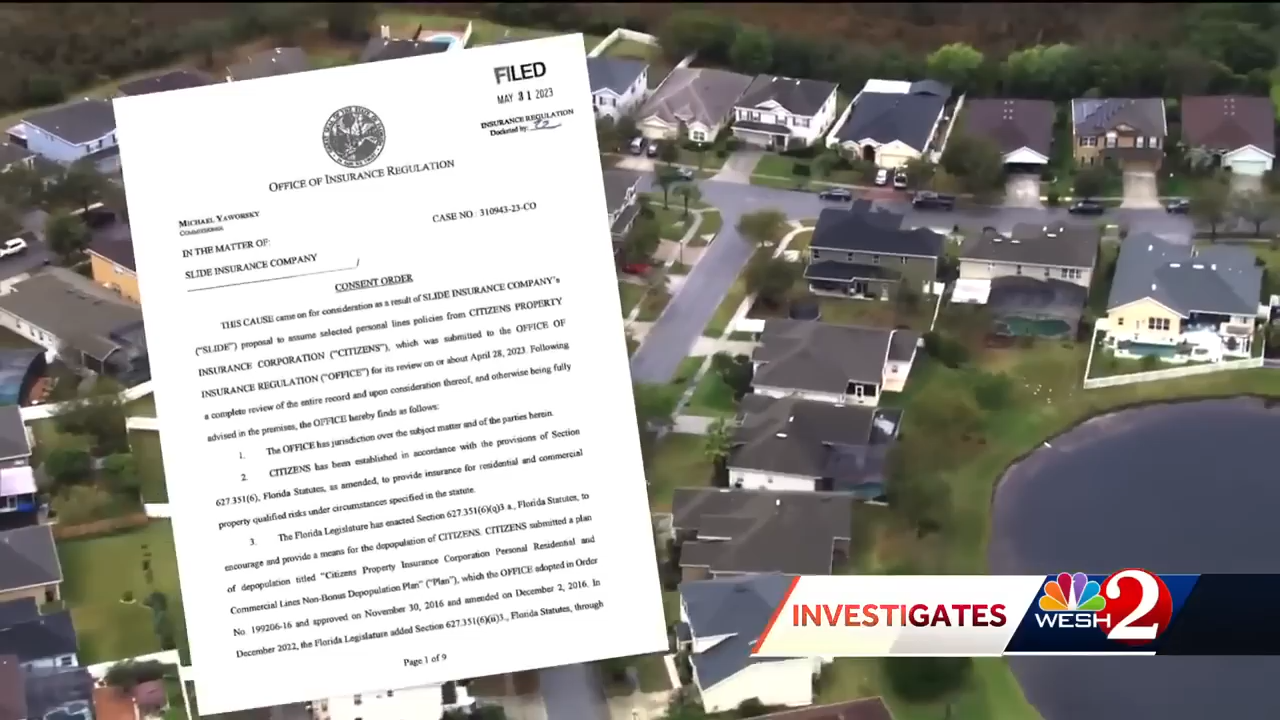 FILED
MAY 31 2023
INSURANCE REGULATION
Docketed by:
OFFICE OF INSURANCE REGULATION
MICHAEL YAWORSKY
COMMISSIONER
CASE NO.: 310943-23-CO
IN THE MATTER OF:
SLIDE INSURANCE COMPANY
/
CONSENT ORDER
THIS CAUSE came on for consideration as a result of SLIDE INSURANCE COMPANY's
("SLIDE") proposal to assume selected personal lines policies from CITIZENS PROPERTY
INSURANCE CORPORATION ("CITIZENS"), which was submitted to the OFFICE OF
INSURANCE REGULATION ("OFFICE") for its review on or about April 28, 2023. Following
a complete review of the entire record and upon consideration thereof, and otherwise being fully
advised in the premises, the OFFICE hereby finds as follows:
1. The OFFICE has jurisdiction over the subject matter and of the parties herein.
2. CITIZENS has been established in accordance with the provisions of Section
627.351(6), Florida Statutes, as amended, to provide insurance for residential and commercial
property qualified risks under circumstances specified in the statute.
3. The Florida Legislature has enacted Section 627.351(6)(q)3.a., Florida Statutes, to
encourage and provide a means for the depopulation of CITIZENS. CITIZENS submitted a plan
of depopulation titled "Citizens Property Insurance Corporation Personal Residential and
Commercial Lines Non-Bonus Depopulation Plan" ("Plan"), which the OFFICE adopted in Order
No. 199206-16 and approved on November 30, 2016 and amended on December 2, 2016. In
December 2022, the Florida Legislature added Section 627.351(6)(ii)3., Florida Statutes, through
Page 1 of 9
INVESTIGATES
WESH 2